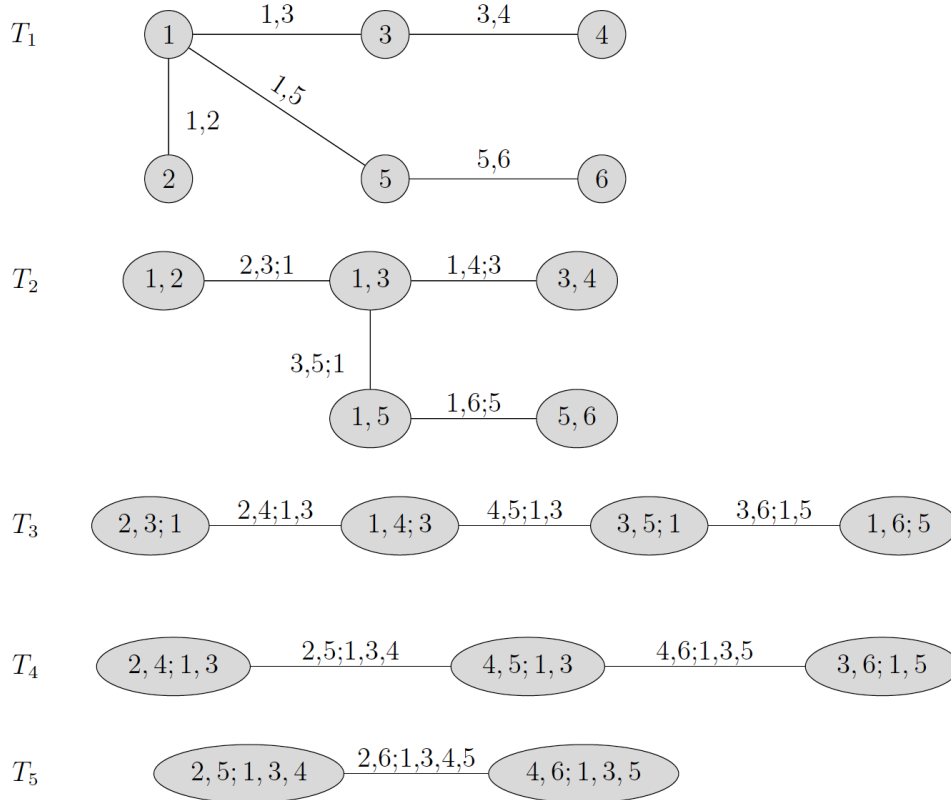 1,3 3,4
T1 1 3 4
1,5
1,2
5,6
2 5 6
2,3;1 1,4;3
T2 1, 2 1, 3 3, 4
3,5;1
1,6;5
1, 5 5, 6
2,4;1,3 4,5;1,3 3,6;1,5
T3 2, 3; 1 1, 4; 3 3, 5; 1 1, 6; 5
2,5;1,3,4 4,6;1,3,5
T4 2, 4; 1, 3 4, 5; 1, 3 3, 6; 1, 5
2,6;1,3,4,5
T5 2, 5; 1, 3, 4 4, 6; 1, 3, 5